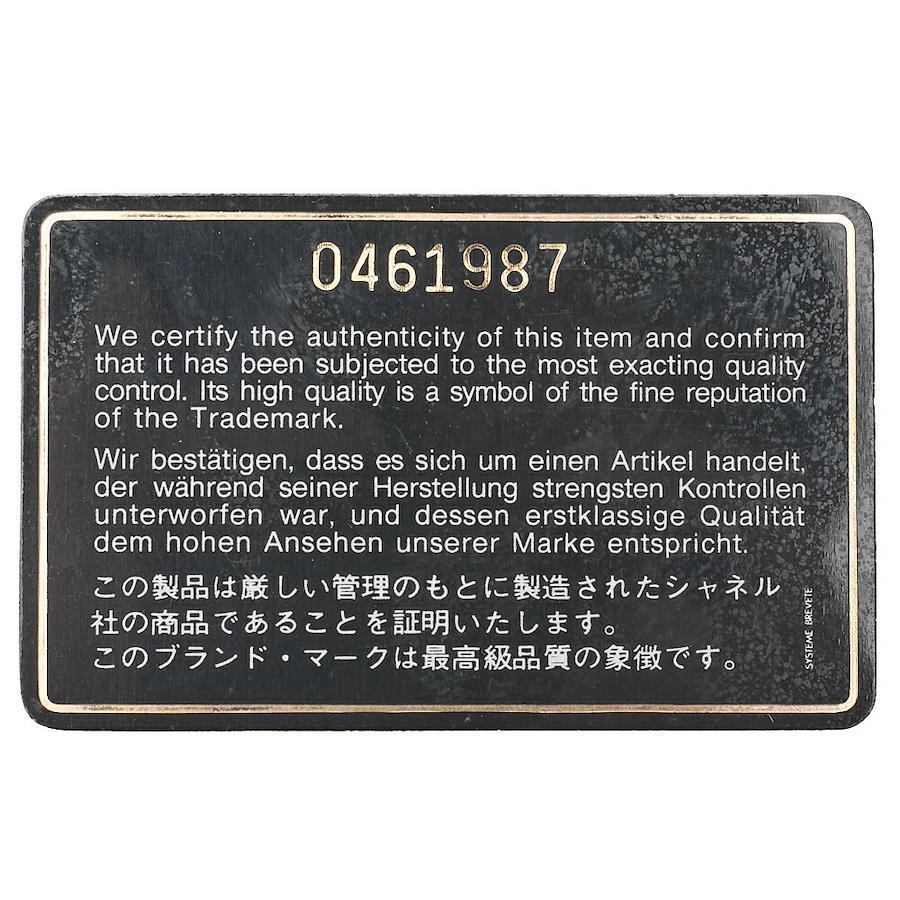 0461987
We certify the authenticity of this item and confirm
that it has been subjected to the most exacting quality
control. Its high quality is a symbol of the fine reputation
of the Trademark.
Wir bestätigen, dass es sich um einen Artikel handelt,
der während seiner Herstellung strengsten Kontrollen
unterworfen war, und dessen erstklassige Qualität
dem hohen Ansehen unserer Marke entspricht.
この製品は厳しい管理のもとに製造されたシャネル
社の商品であることを証明いたします。
このブランド・マークは最高級品質の象徴です。
SYSTEME BREVETE